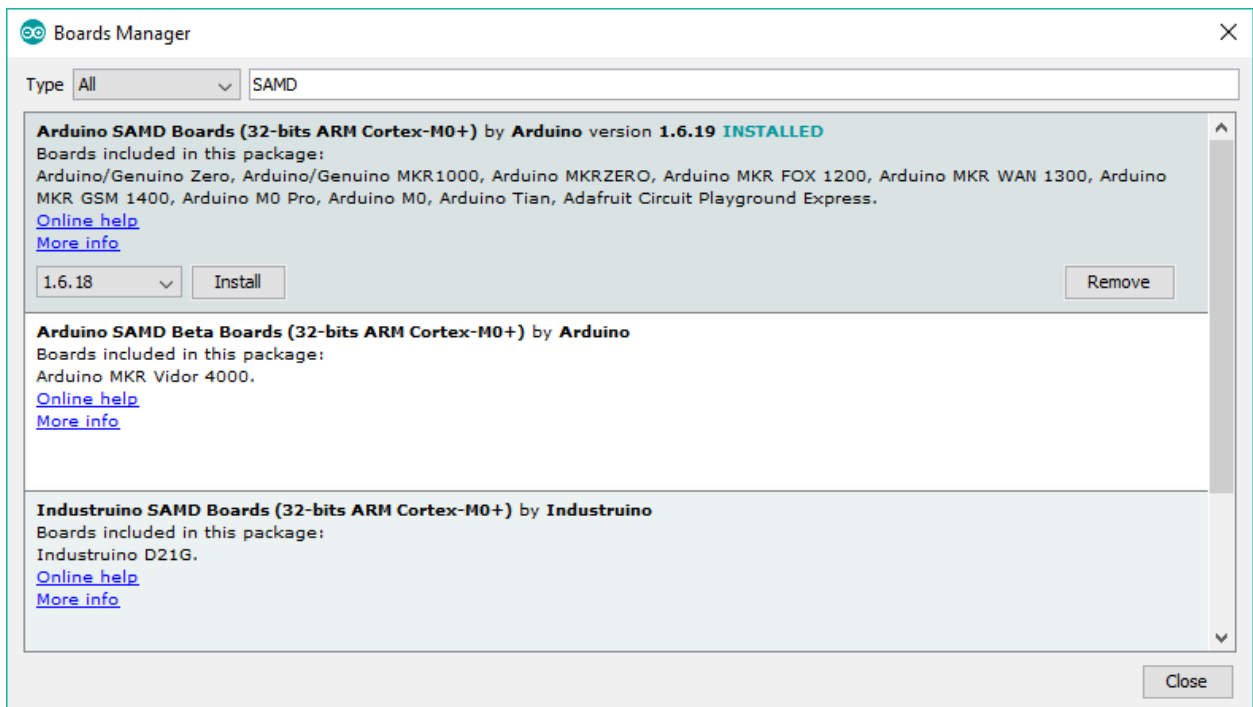 Boards Manager
Type All SAMD
Arduino SAMD Boards (32-bits ARM Cortex-M0+) by Arduino version 1.6.19 INSTALLED
Boards included in this package:
Arduino/Genuino Zero, Arduino/Genuino MKR1000, Arduino MKRZERO, Arduino MKR FOX 1200, Arduino MKR WAN 1300, Arduino
MKR GSM 1400, Arduino M0 Pro, Arduino M0, Arduino Tian, Adafruit Circuit Playground Express.
Online help
More info
1.6.18 Install Remove
Arduino SAMD Beta Boards (32-bits ARM Cortex-M0+) by Arduino
Boards included in this package:
Arduino MKR Vidor 4000.
Online help
More info
Industruino SAMD Boards (32-bits ARM Cortex-M0+) by Industruino
Boards included in this package:
Industruino D21G.
Online help
More info
Close